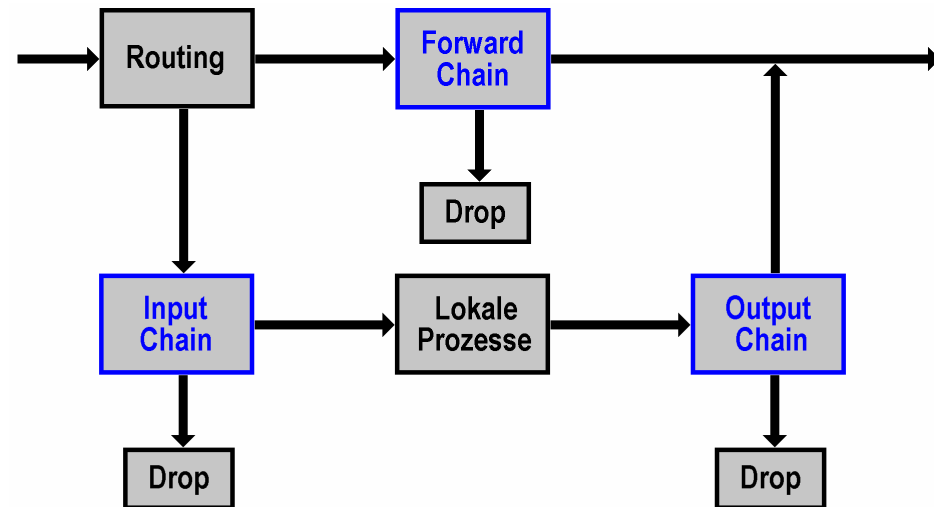 Routing
Forward
Chain
Drop
Input
Chain
Lokale
Prozesse
Output
Chain
Drop
Drop